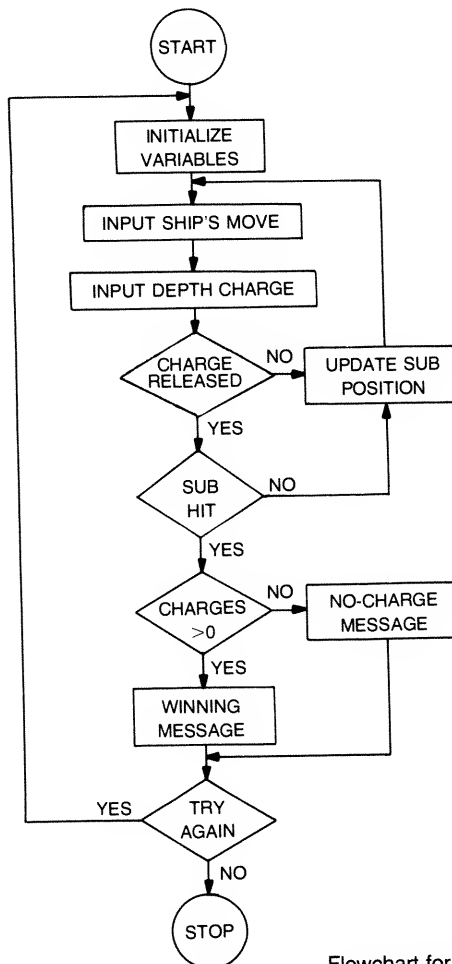 START
INITIALIZE
VARIABLES
INPUT SHIP'S MOVE
INPUT DEPTH CHARGE
CHARGE
RELEASED
NO
UPDATE SUB
POSITION
YES
SUB
HIT
NO
YES
CHARGES
>0
NO
NO-CHARGE
MESSAGE
YES
WINNING
MESSAGE
YES
TRY
AGAIN
NO
STOP
Flowchart for